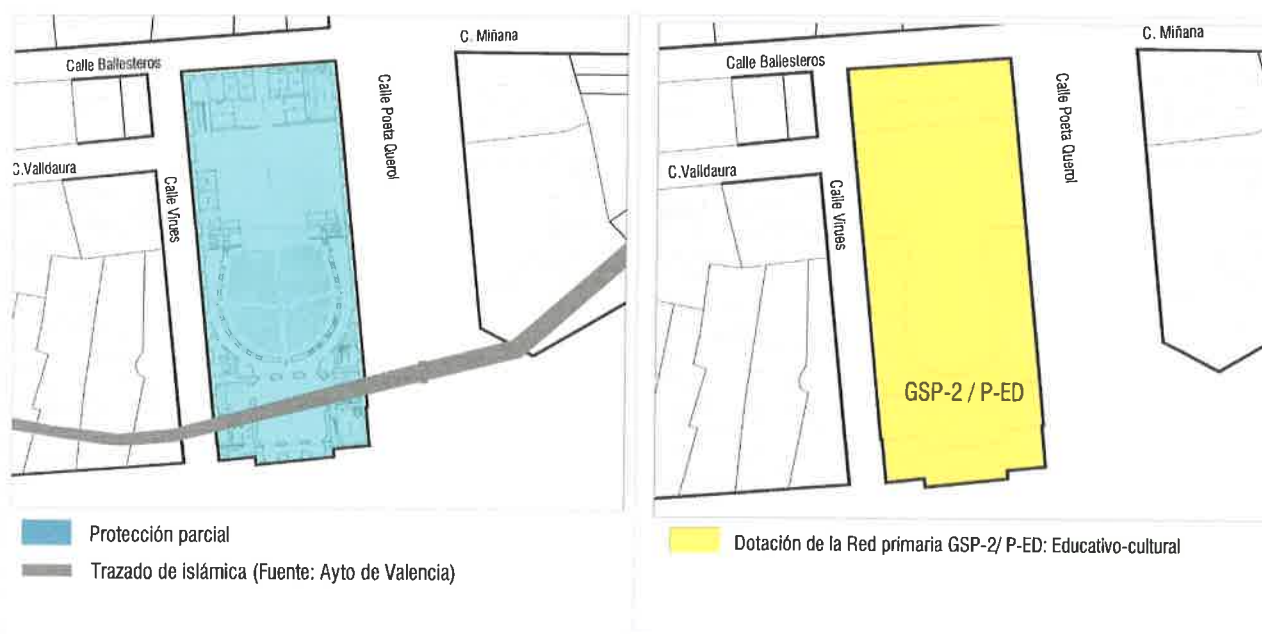 C. Miñana
Calle Ballesteros
Calle Poeta Querol
C.Valldaura
Calle Virues
Protección parcial
Trazado de islámica (Fuente: Ayto de Valencia)
C. Miñana
Calle Ballesteros
Calle Poeta Querol
C.Valldaura
Calle Virues
GSP-2 / P-ED
Dotación de la Red primaria GSP-2/ P-ED: Educativo-cultural